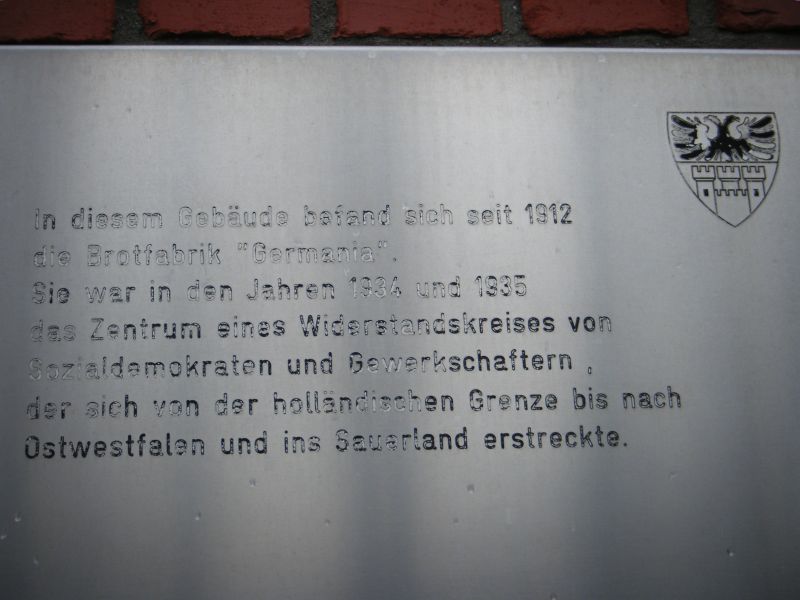 In diesem Gebäude befand sich seit 1912
die Brotfabrik "Germania".
Sie war in den Jahren 1934 und 1935
das Zentrum eines Widerstandskreises von
Sozialdemokraten und Gewerkschaftern ,
der sich von der holländischen Grenze bis nach
Ostwestfalen und ins Sauerland erstreckte.